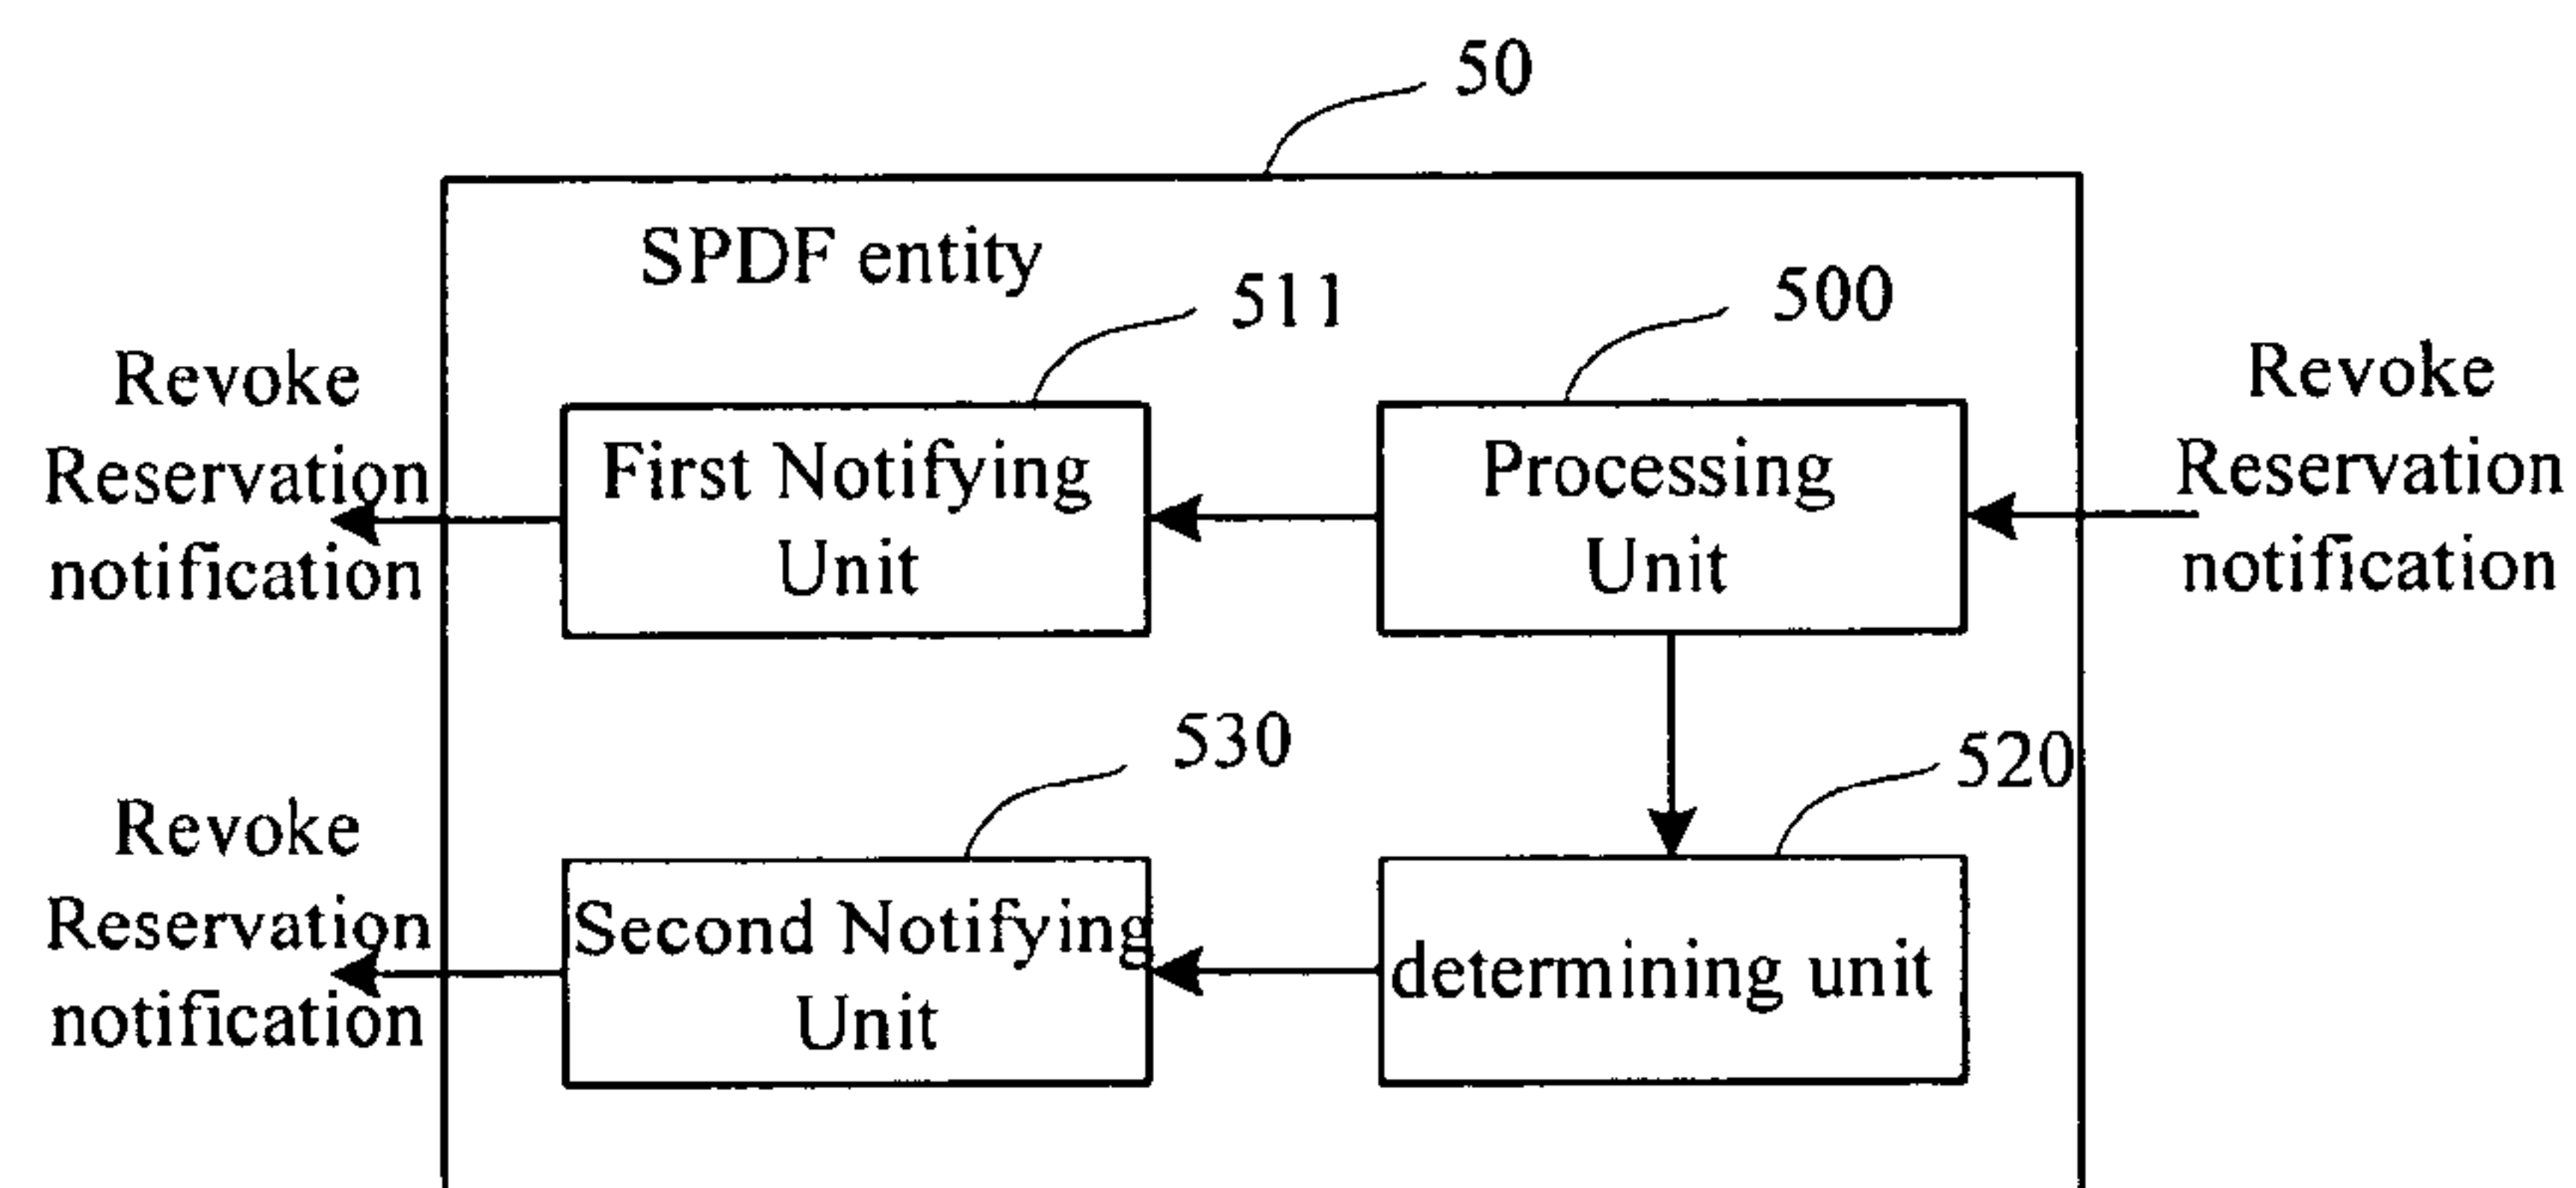 50
SPDF entity
511
500
Revoke
Reservation
notification
First Notifying
Unit
Processing
Unit
Revoke
Reservation
notification
530
520
Revoke
Reservation
notification
Second Notifying
Unit
determining unit